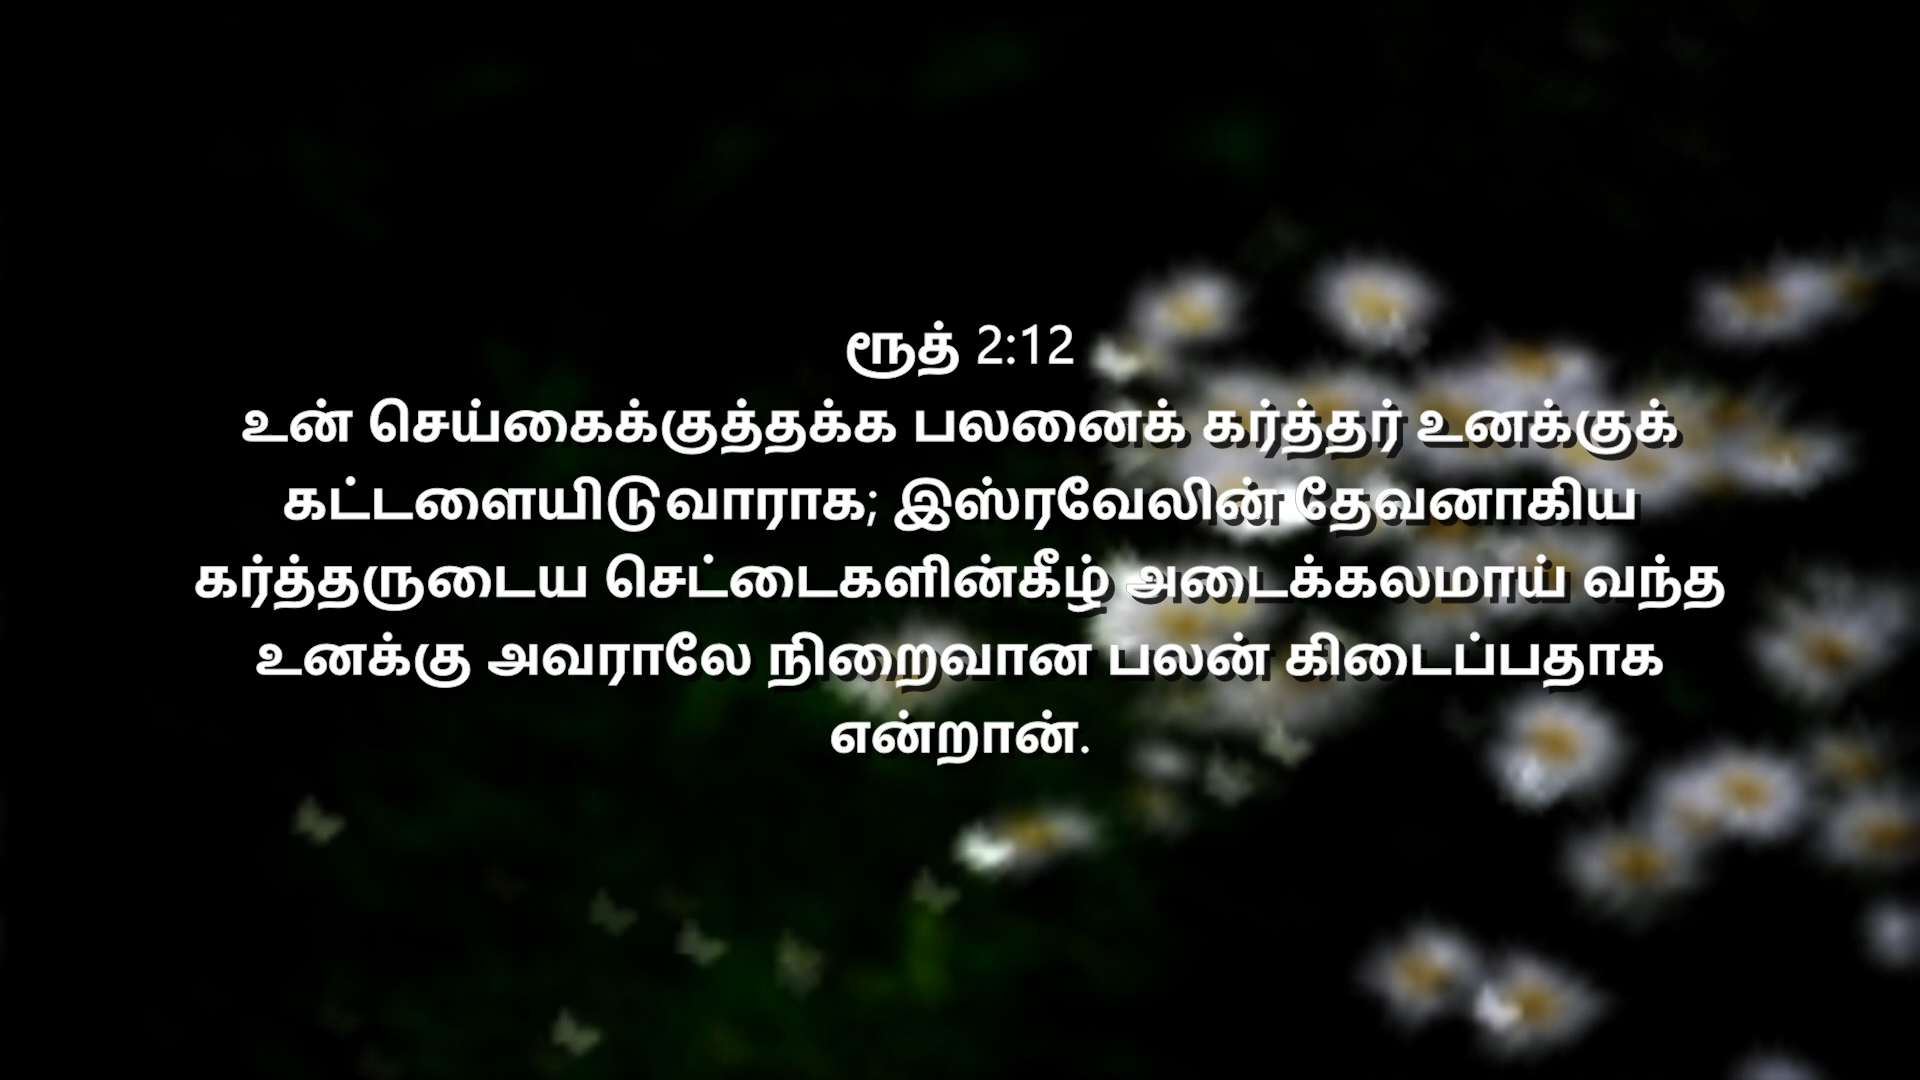 ரூத் 2:12
உன் செய்கைக்குத்தக்க பலனைக் கர்த்தர் உனக்குக்
கட்டளையிடுவாராக; இஸ்ரவேலின் தேவனாகிய
கர்த்தருடைய செட்டைகளின்கீழ் அடைக்கலமாய் வந்த
உனக்கு அவராலே நிறைவான பலன் கிடைப்பதாக
என்றான்.